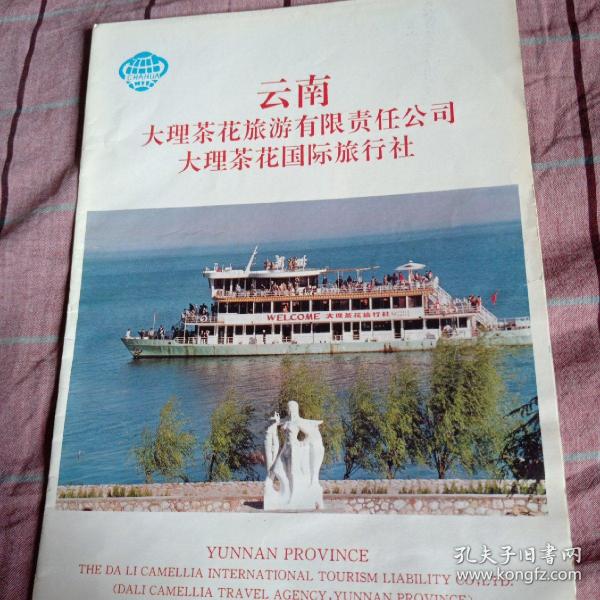 CHAHUA
云南
大理茶花旅游有限责任公司
大理茶花国际旅行社
WELCOME 大理茶花旅行社
YUNNAN PROVINCE
THE DA LI CAMELLIA INTERNATIONAL TOURISM LIABILITY CO., LTD.
(DALI CAMELLIA TRAVEL AGENCY, YUNNAN PROVINCE)
孔夫子旧书网
www.kongfz.com